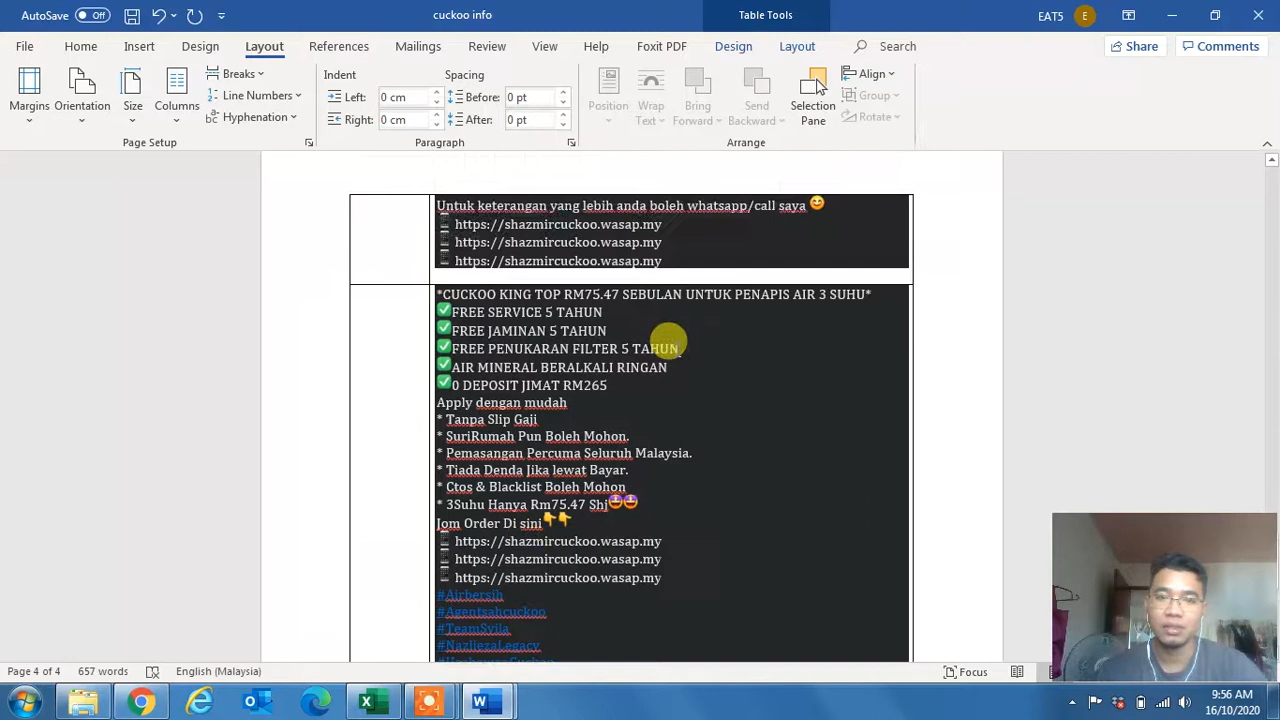 AutoSave Off
cuckoo info
Table Tools
EAT5
E
File
Home
Insert
Design
Layout
References
Mailings
Review
View
Help
Foxit PDF
Design
Layout
Search
Share
Comments
Margins
Orientation
Size
Columns
Breaks
Line Numbers
Hyphenation
Page Setup
Indent
Left: 0 cm
Right: 0 cm
Spacing
Before: 0 pt
After: 0 pt
Paragraph
Position
Wrap Text
Bring Forward
Send Backward
Selection Pane
Align
Group
Rotate
Arrange
Untuk keterangan yang lebih anda boleh whatsapp/call saya 😊
📱 https://shazmircuckoo.wasap.my
📱 https://shazmircuckoo.wasap.my
📱 https://shazmircuckoo.wasap.my
*CUCKOO KING TOP RM75.47 SEBULAN UNTUK PENAPIS AIR 3 SUHU*
✅FREE SERVICE 5 TAHUN
✅FREE JAMINAN 5 TAHUN
✅FREE PENUKARAN FILTER 5 TAHUN
✅AIR MINERAL BERALKALI RINGAN
✅0 DEPOSIT JIMAT RM265
Apply dengan mudah
* Tanpa Slip Gaji
* SuriRumah Pun Boleh Mohon.
* Pemasangan Percuma Seluruh Malaysia.
* Tiada Denda Jika lewat Bayar.
* Ctos & Blacklist Boleh Mohon
* 3Suhu Hanya Rm75.47 Shj🤩🤩
Jom Order Di sini👇👇
📱 https://shazmircuckoo.wasap.my
📱 https://shazmircuckoo.wasap.my
📱 https://shazmircuckoo.wasap.my
#Airbersih
#Agentsahcuckoo
#TeamSyila
#NazilezaLegacy
Page 4 of 4
657 words
English (Malaysia)
Focus
9:56 AM
16/10/2020